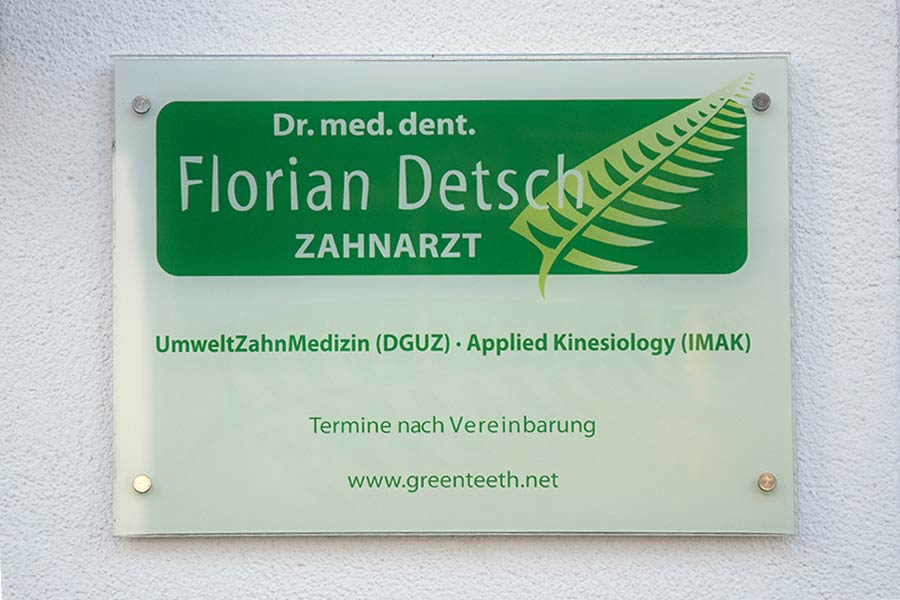 Dr. med. dent.
Florian Detsch
ZAHNARZT
UmweltZahnMedizin (DGUZ) · Applied Kinesiology (IMAK)
Termine nach Vereinbarung
www.greenteeth.net